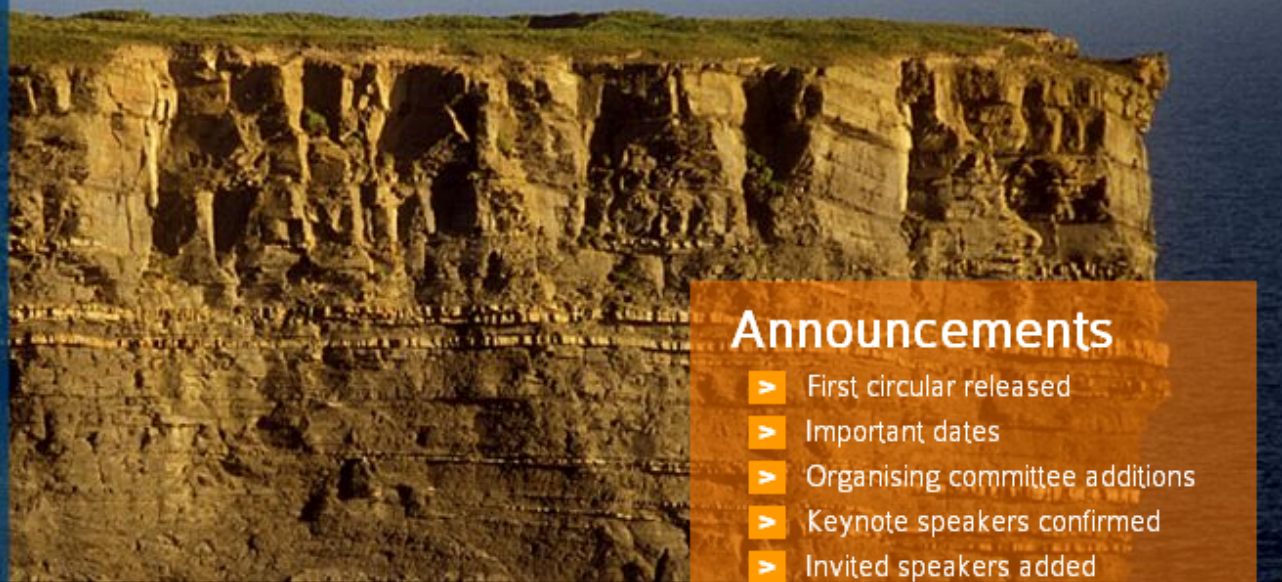 Announcements
First circular released
Important dates
Organising committee additions
Keynote speakers confirmed
Invited speakers added